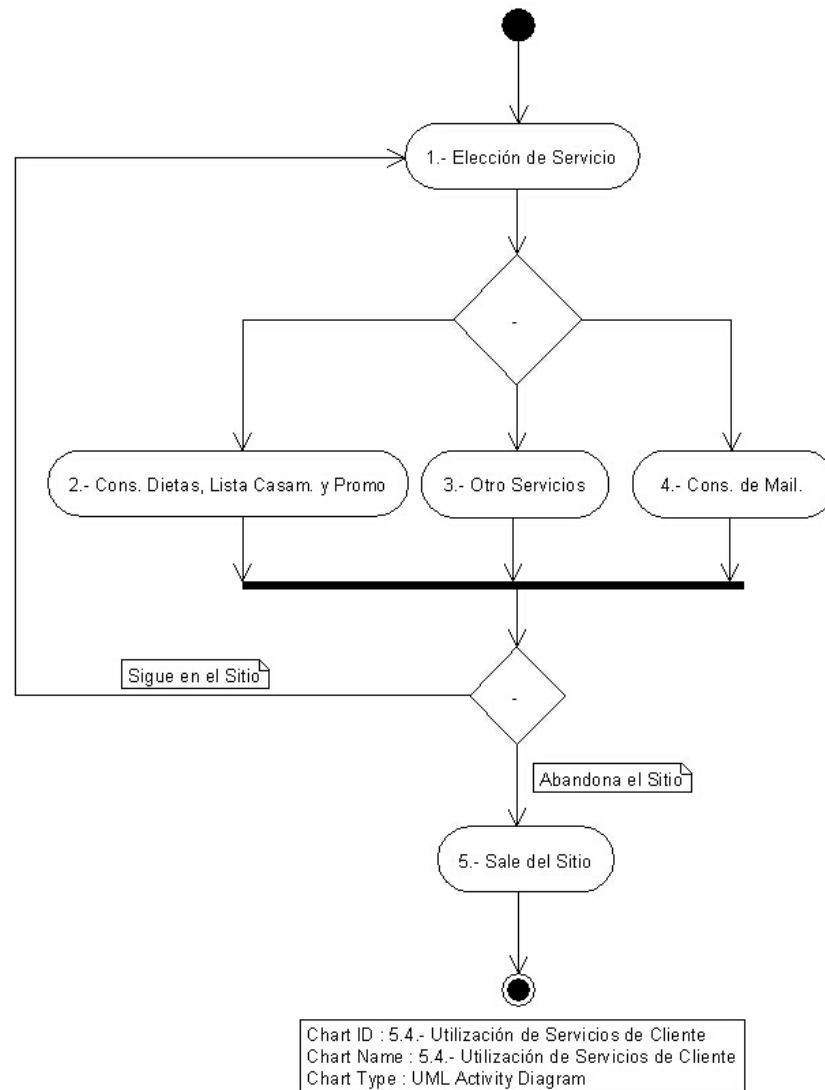 1.- Elección de Servicio
-
2.- Cons. Dietas, Lista Casam. y Promo
3.- Otro Servicios
4.- Cons. de Mail.
Sigue en el Sitio
-
Abandona el Sitio
5.- Sale del Sitio
Chart ID : 5.4.- Utilización de Servicios de Cliente
Chart Name : 5.4.- Utilización de Servicios de Cliente
Chart Type : UML Activity Diagram